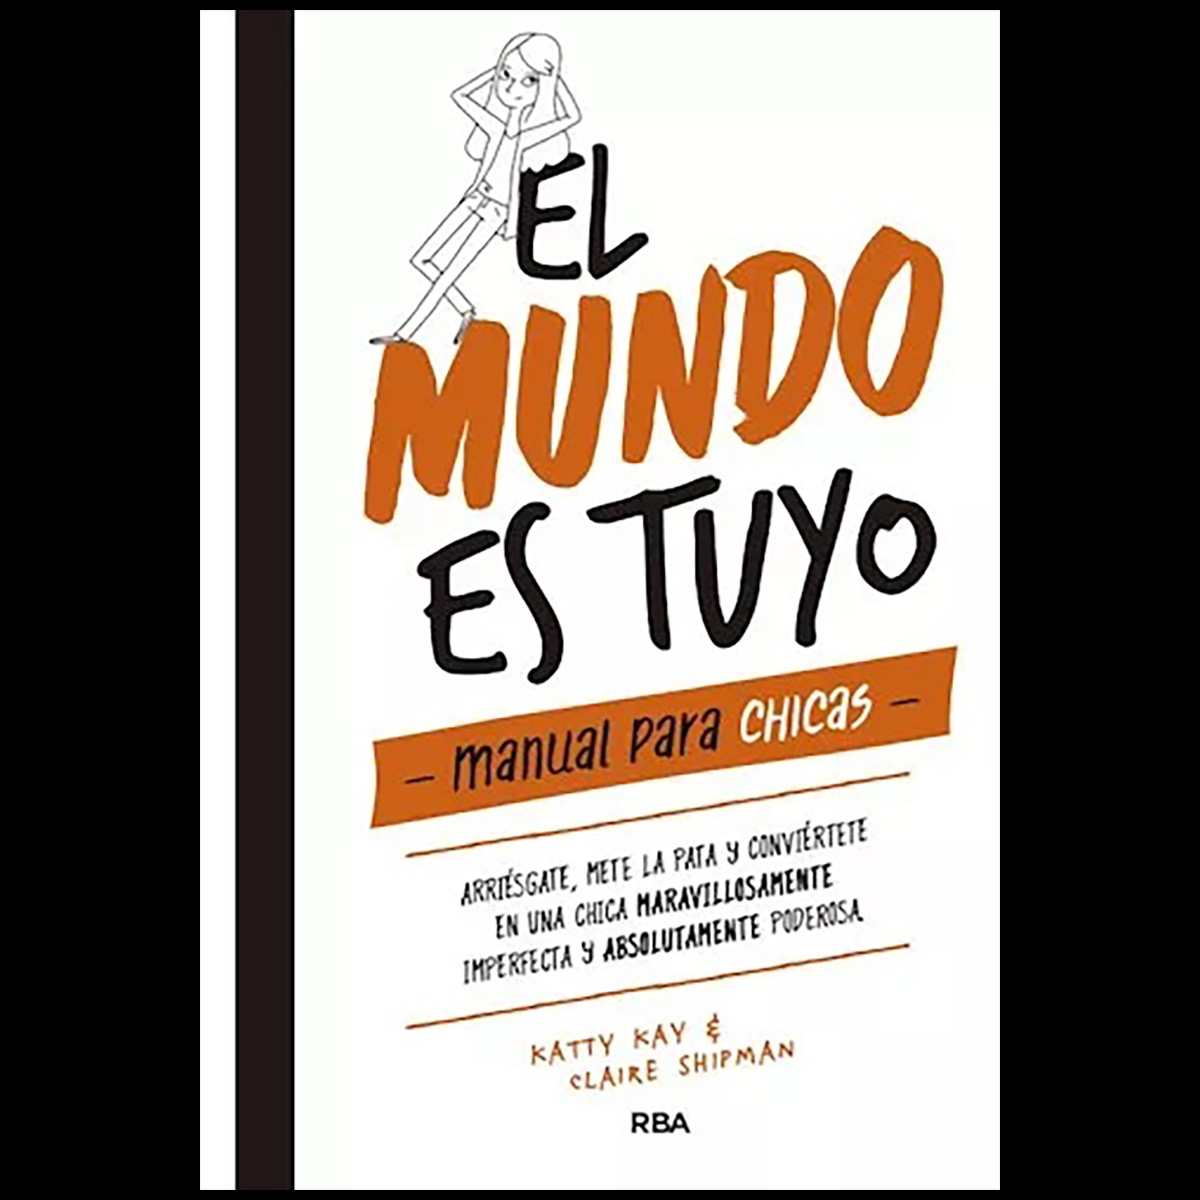 EL
MUNDO
ES TUYO
- manual para CHICAS -
ARRIÉSGATE, METE LA PATA Y CONVIÉRTETE
EN UNA CHICA MARAVILLOSAMENTE
IMPERFECTA Y ABSOLUTAMENTE PODEROSA.
KATTY KAY &
CLAIRE SHIPMAN
RBA